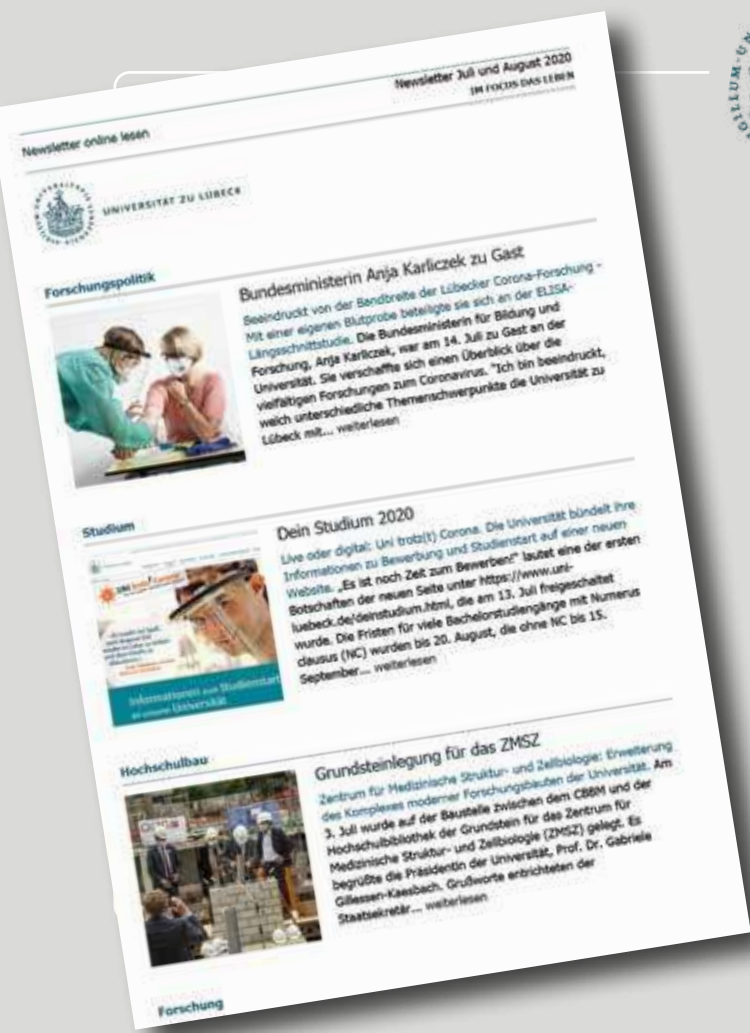 Newsletter Juli und August 2020
IM FOCUS DAS LEBEN
Newsletter online lesen
UNIVERSITÄT ZU LÜBECK
Forschungspolitik
Bundesministerin Anja Karliczek zu Gast
Beeindruckt von der Bandbreite der Lübecker Corona-Forschung -
Mit einer eigenen Blutprobe beteiligte sie sich an der ELISA-
Längsschnittstudie. Die Bundesministerin für Bildung und
Forschung, Anja Karliczek, war am 14. Juli zu Gast an der
Universität. Sie verschaffte sich einen Überblick über die
vielfältigen Forschungen zum Coronavirus. "Ich bin beeindruckt,
welch unterschiedliche Themenschwerpunkte die Universität zu
Lübeck mit... weiterlesen
Studium
Dein Studium 2020
Live oder digital: Uni trotz(t) Corona. Die Universität bündelt ihre
Informationen zu Bewerbung und Studienstart auf einer neuen
Website. „Es ist noch Zeit zum Bewerben!" lautet eine der ersten
Botschaften der neuen Seite unter https://www.uni-
luebeck.de/deinstudium.html, die am 13. Juli freigeschaltet
wurde. Die Fristen für viele Bachelorstudiengänge mit Numerus
clausus (NC) wurden bis 20. August, die ohne NC bis 15.
September... weiterlesen
Informationen zum Studienstart
an unserer Universität
Hochschulbau
Grundsteinlegung für das ZMSZ
Zentrum für Medizinische Struktur- und Zellbiologie: Erweiterung
des Komplexes moderner Forschungsbauten der Universität. Am
3. Juli wurde auf der Baustelle zwischen dem CBBM und der
Hochschulbibliothek der Grundstein für das Zentrum für
Medizinische Struktur- und Zellbiologie (ZMSZ) gelegt. Es
begrüßte die Präsidentin der Universität, Prof. Dr. Gabriele
Gillessen-Kaesbach. Grußworte entrichteten der
Staatssekretär... weiterlesen
Forschung